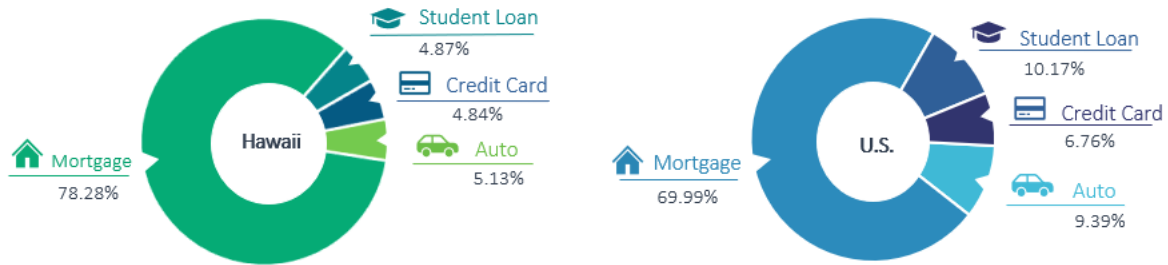 Student Loan
4.87%
Credit Card
4.84%
Hawaii
Auto
5.13%
Mortgage
78.28%
Student Loan
10.17%
Credit Card
6.76%
U.S.
Mortgage
69.99%
Auto
9.39%